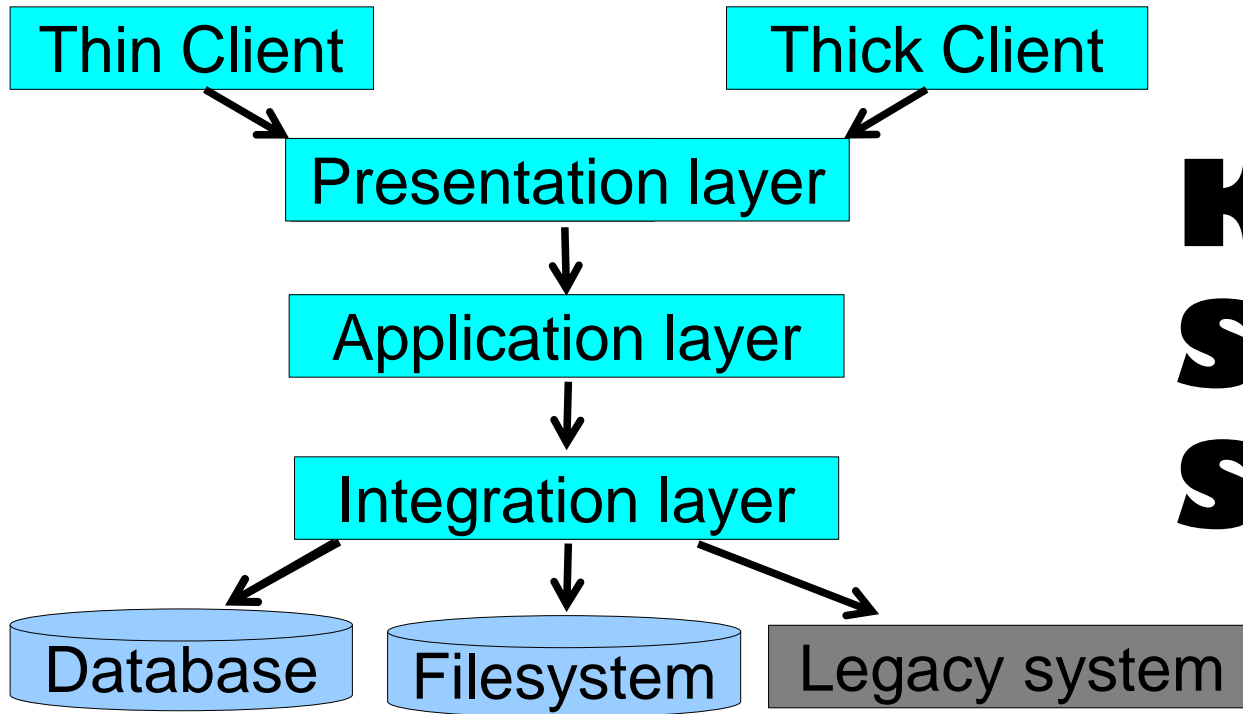 Thin Client
Thick Client
Presentation layer
Application layer
Integration layer
Database
Filesystem
Legacy system